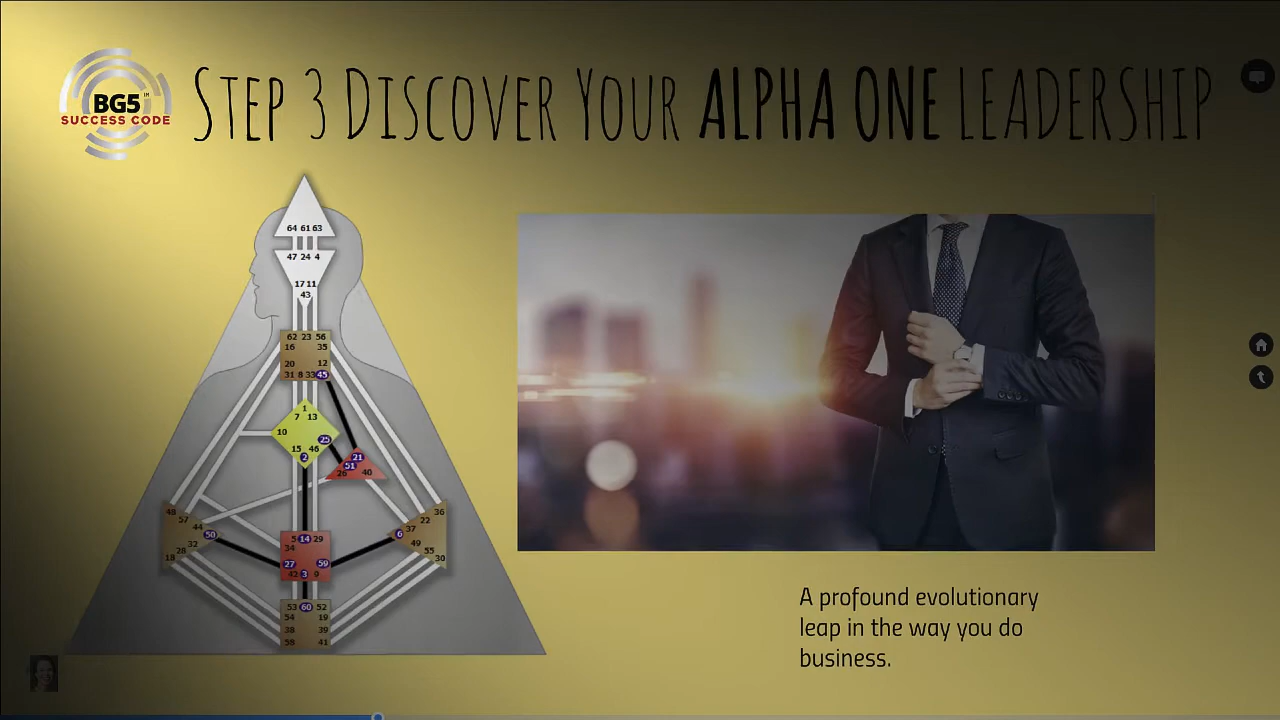 BG5™
SUCCESS CODE
STEP 3 DISCOVER YOUR ALPHA ONE LEADERSHIP
64 61 63
47 24 4
17 11
43
62 23 56
16 35
20 12
31 8 33 45
1
7 13
10
25
15 46
2
21
51
26 40
48
57
44
50
32
28
18
36
22
37
6
49
55
30
5 14 29
34
27 59
42 3 9
53 60 52
54 19
38 39
58 41
A profound evolutionary
leap in the way you do
business.